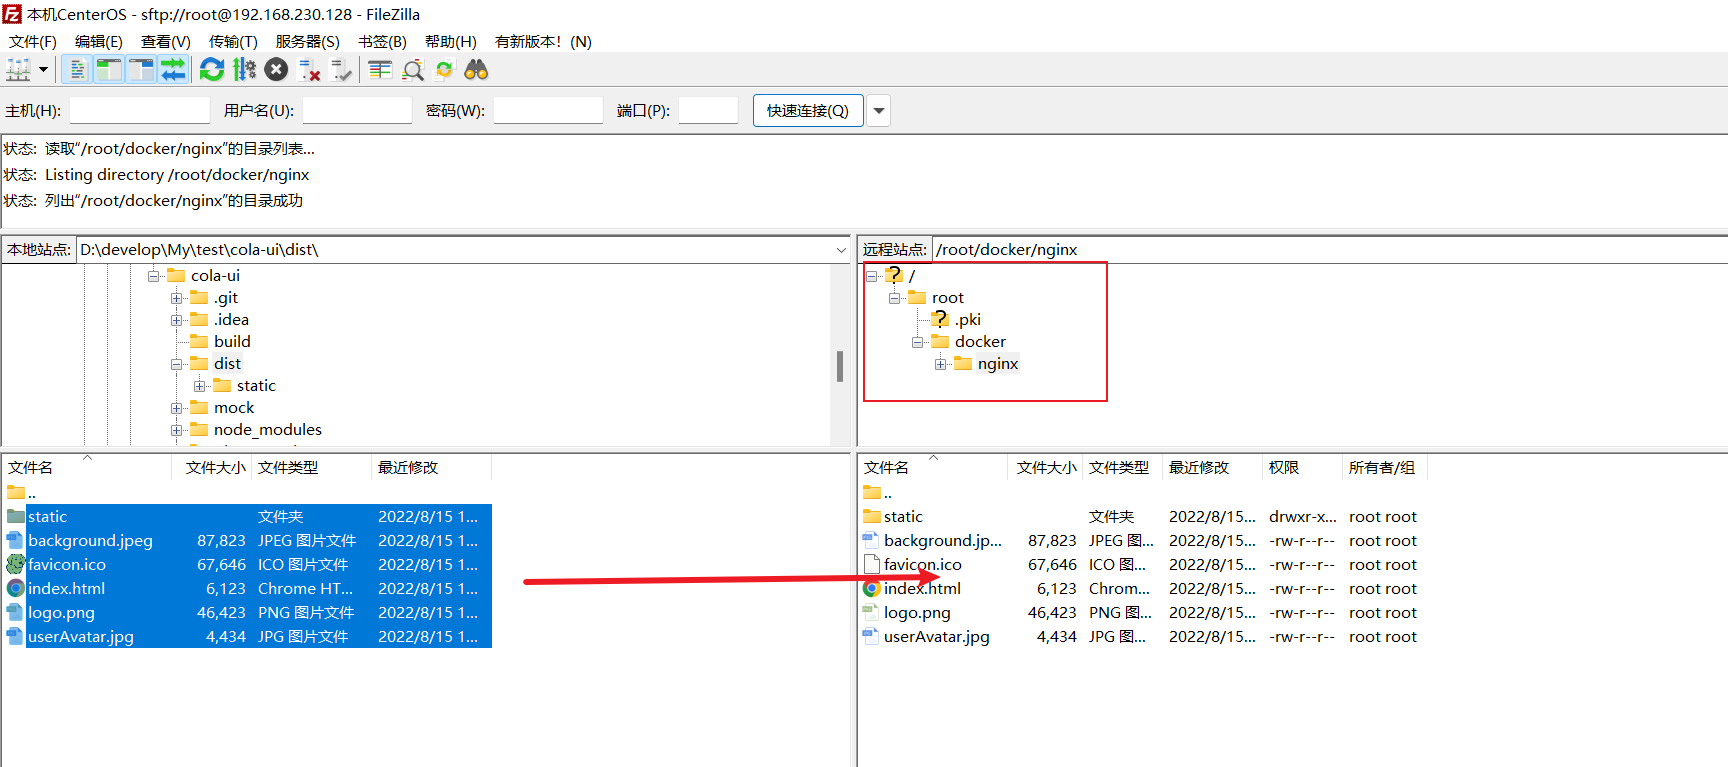 本机CenterOS - sftp://root@192.168.230.128 - FileZilla
文件(F) 编辑(E) 查看(V) 传输(T) 服务器(S) 书签(B) 帮助(H) 有新版本！(N)
主机(H): 用户名(U): 密码(W): 端口(P): 快速连接(Q)
状态: 读取“/root/docker/nginx”的目录列表...
状态: Listing directory /root/docker/nginx
状态: 列出“/root/docker/nginx”的目录成功
本地站点: D:\develop\My\test\cola-ui\dist\
cola-ui
.git
.idea
build
dist
static
mock
node_modules
远程站点: /root/docker/nginx
/
root
.pki
docker
nginx
文件名 文件大小 文件类型 最近修改
..
static 文件夹 2022/8/15 1...
background.jpeg 87,823 JPEG 图片文件 2022/8/15 1...
favicon.ico 67,646 ICO 图片文件 2022/8/15 1...
index.html 6,123 Chrome HT... 2022/8/15 1...
logo.png 46,423 PNG 图片文件 2022/8/15 1...
userAvatar.jpg 4,434 JPG 图片文件 2022/8/15 1...
文件名 文件大小 文件类型 最近修改 权限 所有者/组
..
static 文件夹 2022/8/15... drwxr-x... root root
background.jp... 87,823 JPEG 图... 2022/8/15... -rw-r--r-- root root
favicon.ico 67,646 ICO 图... 2022/8/15... -rw-r--r-- root root
index.html 6,123 Chrom... 2022/8/15... -rw-r--r-- root root
logo.png 46,423 PNG 图... 2022/8/15... -rw-r--r-- root root
userAvatar.jpg 4,434 JPG 图... 2022/8/15... -rw-r--r-- root root